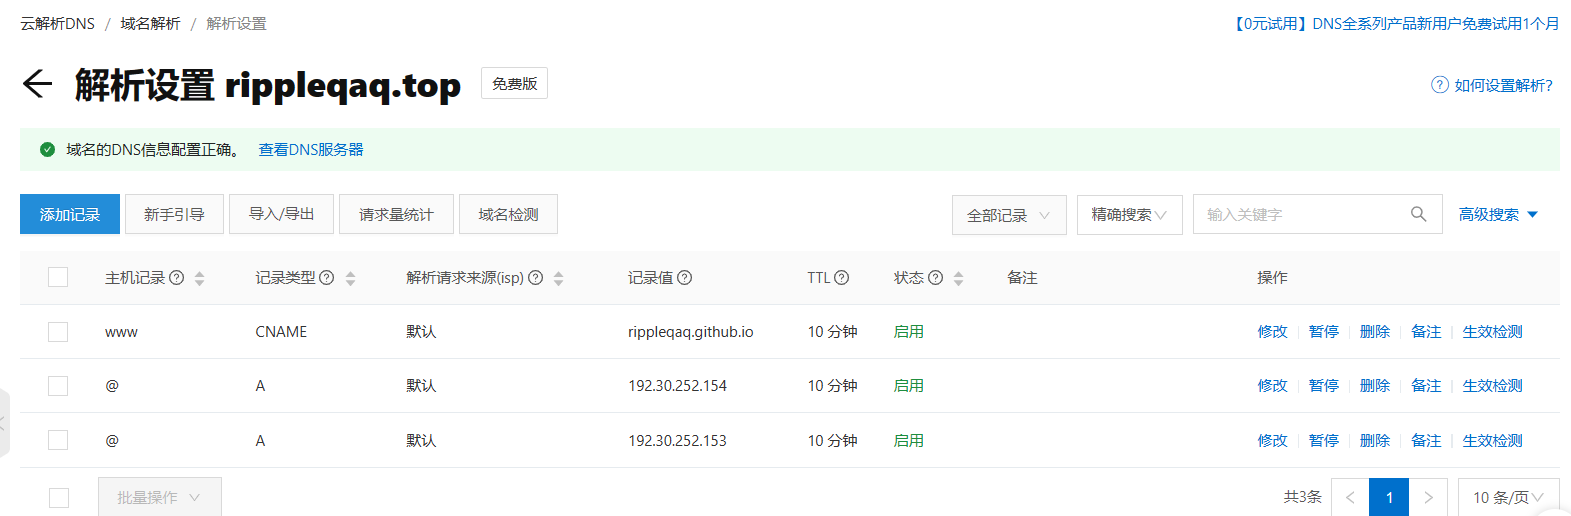 云解析DNS / 域名解析 / 解析设置
【0元试用】DNS全系列产品新用户免费试用1个月
解析设置 rippleqaq.top 免费版
如何设置解析?
域名的DNS信息配置正确。 查看DNS服务器
添加记录 新手引导 导入/导出 请求量统计 域名检测 全部记录 精确搜索 输入关键字 高级搜索
主机记录 记录类型 解析请求来源(isp) 记录值 TTL 状态 备注 操作
www CNAME 默认 rippleqaq.github.io 10 分钟 启用 修改 暂停 删除 备注 生效检测
@ A 默认 192.30.252.154 10 分钟 启用 修改 暂停 删除 备注 生效检测
@ A 默认 192.30.252.153 10 分钟 启用 修改 暂停 删除 备注 生效检测
批量操作 共3条 < 1 > 10 条/页